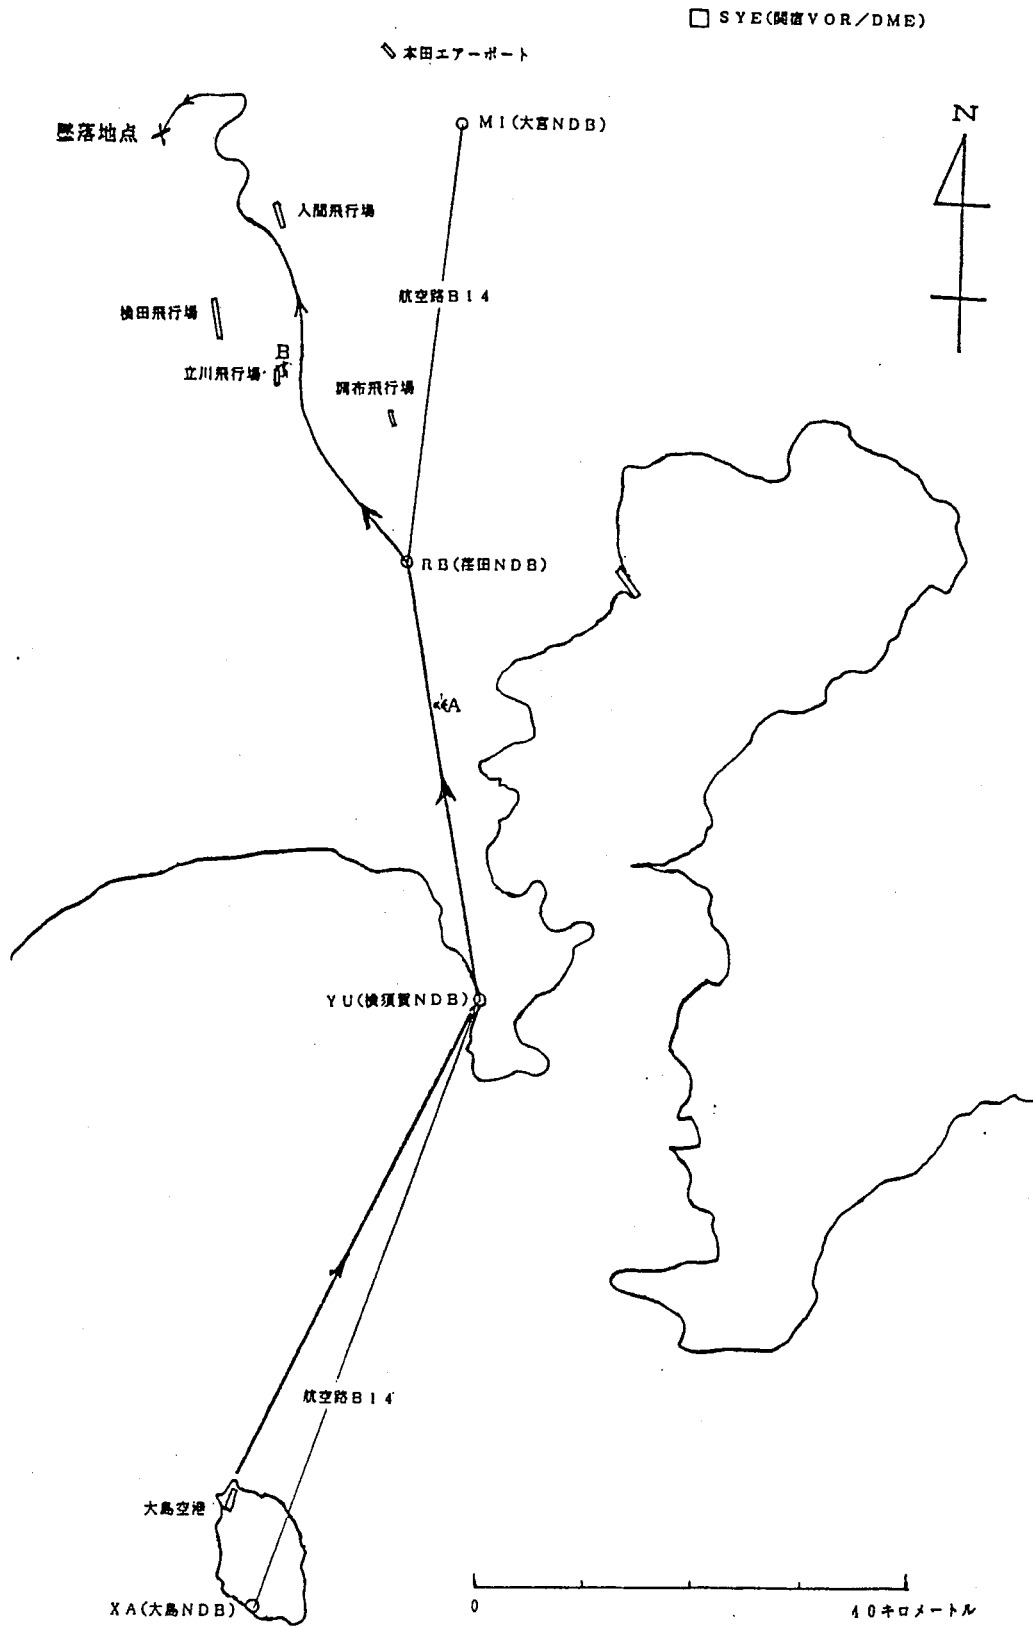 SYE(関宿VOR/DME)
本田エアーポート
墜落地点
MI(大宮NDB)
N
入間飛行場
航空路B14
横田飛行場
B
立川飛行場
調布飛行場
RB(荏田NDB)
A
YU(横須賀NDB)
航空路B14
大島空港
XA(大島NDB)
0
40キロメートル